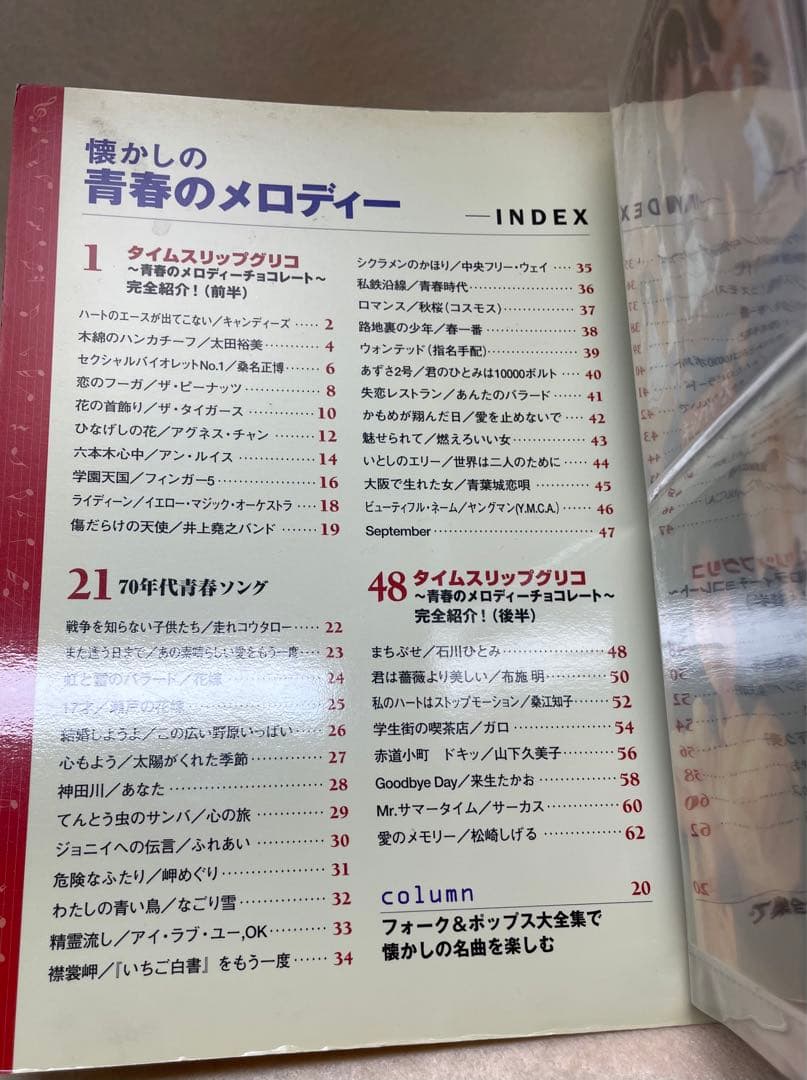 懐かしの
青春のメロディー
—INDEX
1 タイムスリップグリコ
〜青春のメロディーチョコレート〜
完全紹介！(前半)
ハートのエースが出てこない／キャンディーズ ····· 2
木綿のハンカチーフ／太田裕美 ········ 4
セクシャルバイオレットNo.1／桑名正博 ······· 6
恋のフーガ／ザ・ピーナッツ ··········· 8
花の首飾り／ザ・タイガース ·········· 10
ひなげしの花／アグネス・チャン ······· 12
六本木心中／アン・ルイス ············ 14
学園天国／フィンガー5 ·············· 16
ライディーン／イエロー・マジック・オーケストラ ···· 18
傷だらけの天使／井上堯之バンド ······· 19
21 70年代青春ソング
戦争を知らない子供たち／走れコウタロー ····· 22
また逢う日まで／あの素晴らしい愛をもう一度 ··· 23
虹と雪のバラード／花嫁 ············ 24
17才／瀬戸の花嫁 ·············· 25
結婚しようよ／この広い野原いっぱい ····· 26
心もよう／太陽がくれた季節 ········· 27
神田川／あなた ················ 28
てんとう虫のサンバ／心の旅 ········· 29
ジョニイへの伝言／ふれあい ········· 30
危険なふたり／岬めぐり ············ 31
わたしの青い鳥／なごり雪 ··········· 32
精霊流し／アイ・ラブ・ユー,OK ········ 33
襟裳岬／『いちご白書』をもう一度 ······ 34
シクラメンのかほり／中央フリー・ウェイ ···· 35
私鉄沿線／青春時代 ·············· 36
ロマンス／秋桜(コスモス) ············ 37
路地裏の少年／春一番 ············· 38
ウォンテッド(指名手配) ············· 39
あずさ2号／君のひとみは10000ボルト ···· 40
失恋レストラン／あんたのバラード ······ 41
かもめが翔んだ日／愛を止めないで ···· 42
魅せられて／燃えろいい女 ·········· 43
いとしのエリー／世界は二人のために ···· 44
大阪で生れた女／青葉城恋唄 ········ 45
ビューティフル・ネーム／ヤングマン(Y.M.C.A.) ····· 46
September ···················· 47
48 タイムスリップグリコ
〜青春のメロディーチョコレート〜
完全紹介！(後半)
まちぶせ／石川ひとみ ············· 48
君は薔薇より美しい／布施 明 ········ 50
私のハートはストップモーション／桑江知子 ······ 52
学生街の喫茶店／ガロ ············ 54
赤道小町 ドキッ／山下久美子 ········ 56
Goodbye Day／来生たかお ·········· 58
Mr.サマータイム／サーカス ·········· 60
愛のメモリー／松崎しげる ··········· 62
column 20
フォーク&ポップス大全集で
懐かしの名曲を楽しむ